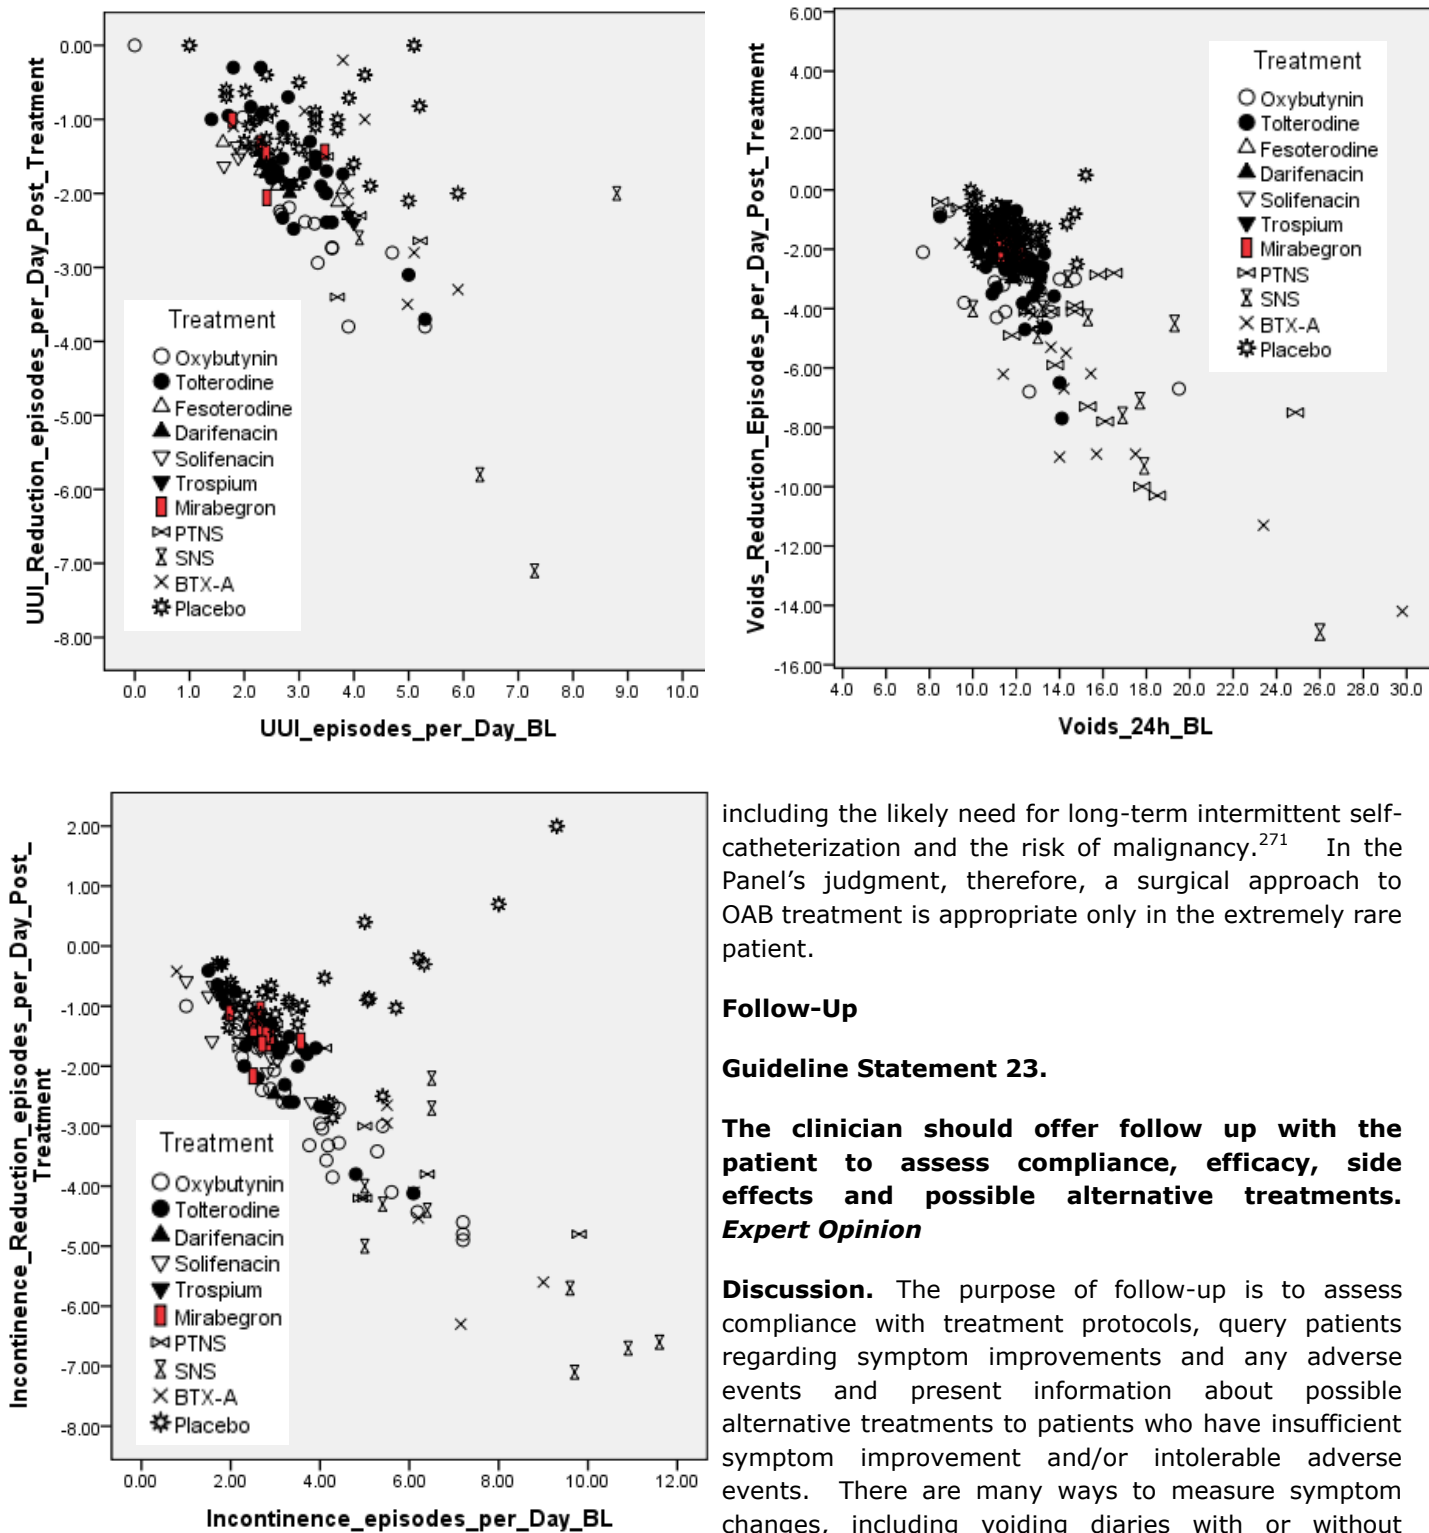 UUI_Reduction_episodes_per_Day_Post_Treatment
0.00
-1.00
-2.00
-3.00
-4.00
-5.00
-6.00
-7.00
-8.00
Treatment
Oxybutynin
Tolterodine
Fesoterodine
Darifenacin
Solifenacin
Trospium
Mirabegron
PTNS
SNS
BTX-A
Placebo
0.0 1.0 2.0 3.0 4.0 5.0 6.0 7.0 8.0 9.0 10.0
UUI_episodes_per_Day_BL
Voids_Reduction_Episodes_per_Day_Post_Treatment
6.00
4.00
2.00
0.00
-2.00
-4.00
-6.00
-8.00
-10.00
-12.00
-14.00
-16.00
Treatment
Oxybutynin
Tolterodine
Fesoterodine
Darifenacin
Solifenacin
Trospium
Mirabegron
PTNS
SNS
BTX-A
Placebo
4.0 6.0 8.0 10.0 12.0 14.0 16.0 18.0 20.0 22.0 24.0 26.0 28.0 30.0
Voids_24h_BL
Incontinence_Reduction_episodes_per_Day_Post_
Treatment
2.00
1.00
0.00
-1.00
-2.00
-3.00
-4.00
-5.00
-6.00
-7.00
-8.00
Treatment
Oxybutynin
Tolterodine
Darifenacin
Solifenacin
Trospium
Mirabegron
PTNS
SNS
BTX-A
Placebo
0.00 2.00 4.00 6.00 8.00 10.00 12.00
Incontinence_episodes_per_Day_BL
including the likely need for long-term intermittent self-
catheterization and the risk of malignancy.271 In the
Panel's judgment, therefore, a surgical approach to
OAB treatment is appropriate only in the extremely rare
patient.
Follow-Up
Guideline Statement 23.
The clinician should offer follow up with the
patient to assess compliance, efficacy, side
effects and possible alternative treatments.
Expert Opinion
Discussion. The purpose of follow-up is to assess
compliance with treatment protocols, query patients
regarding symptom improvements and any adverse
events and present information about possible
alternative treatments to patients who have insufficient
symptom improvement and/or intolerable adverse
events. There are many ways to measure symptom
changes, including voiding diaries with or without